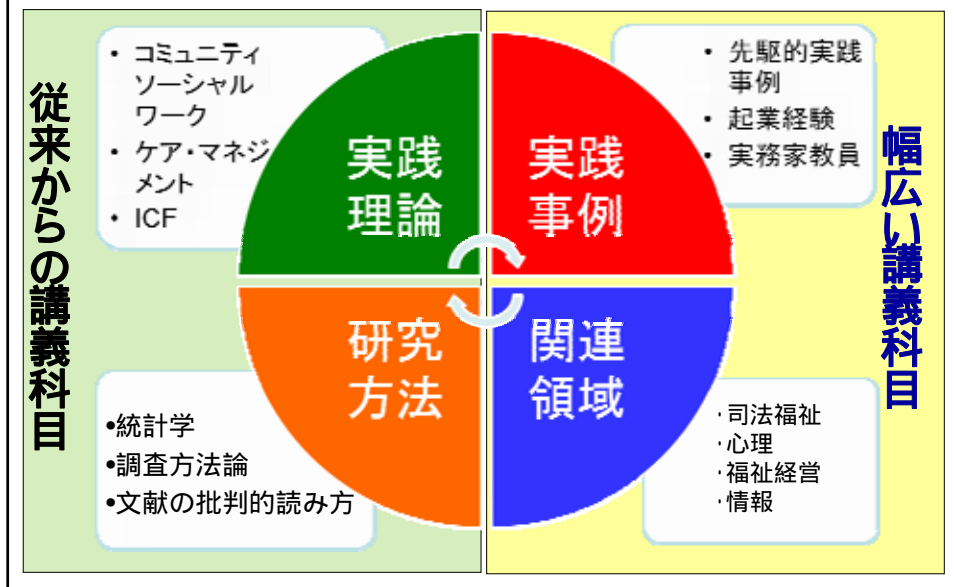 従来からの講義科目
・コミュニティ
ソーシャル
ワーク
・ケア・マネジ
メント
・ICF
実践
理論
実践
事例
・先駆的実践
事例
・起業経験
・実務家教員
幅広い講義科目
研究
方法
•統計学
•調査方法論
•文献の批判的読み方
関連
領域
・司法福祉
・心理
・福祉経営
・情報